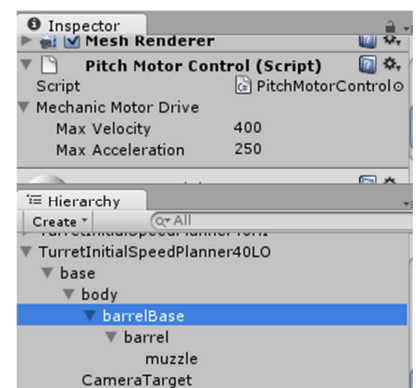 Inspector
Mesh Renderer
Pitch Motor Control (Script)
Script PitchMotorControl
Mechanic Motor Drive
Max Velocity 400
Max Acceleration 250
Hierarchy
Create All
TurretInitialSpeedPlanner40LO
base
body
barrelBase
barrel
muzzle
CameraTarget